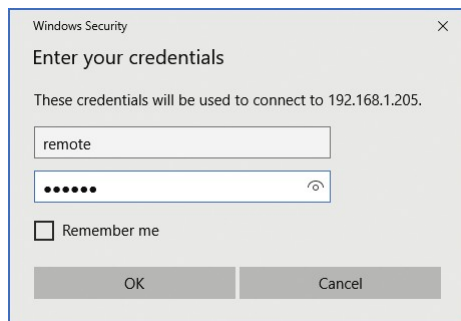 Windows Security
Enter your credentials
These credentials will be used to connect to 192.168.1.205.
remote
●●●●●●
Remember me
OK
Cancel